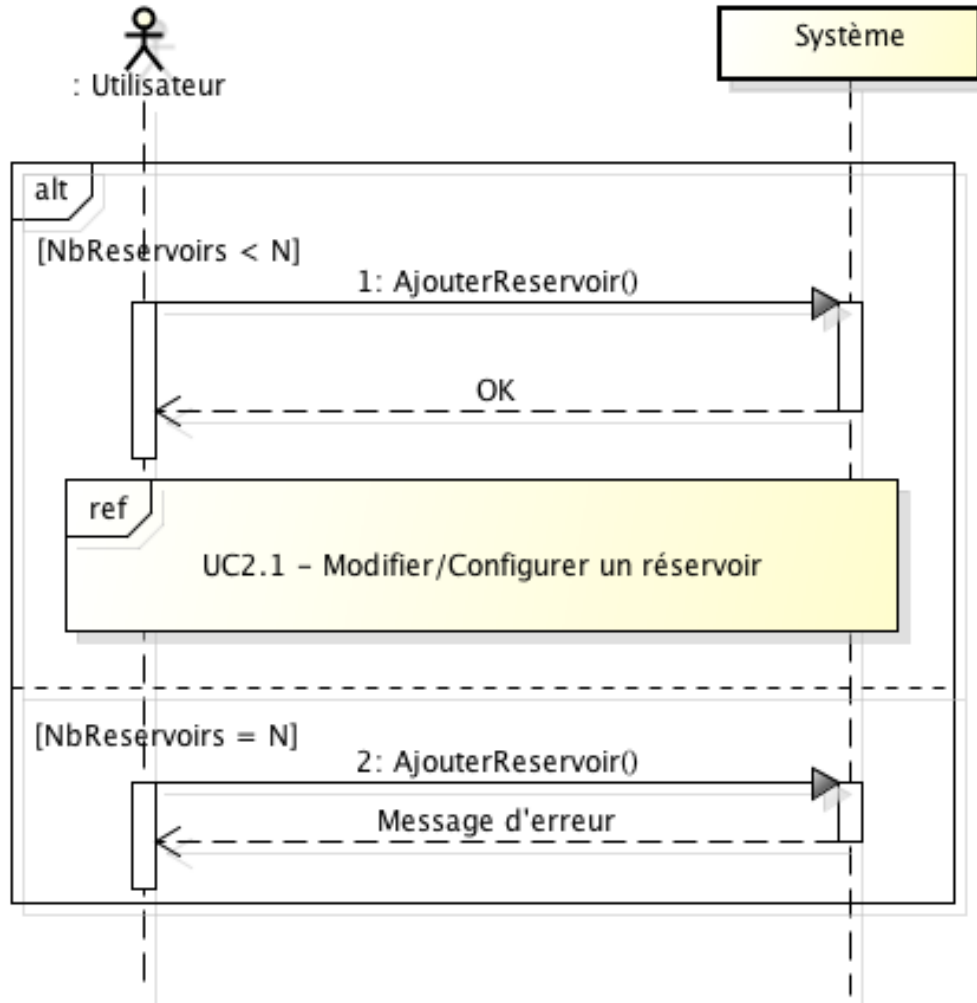 : Utilisateur
Système
alt
[NbReservoirs < N]
1: AjouterReservoir()
OK
ref
UC2.1 – Modifier/Configurer un réservoir
[NbReservoirs = N]
2: AjouterReservoir()
Message d'erreur